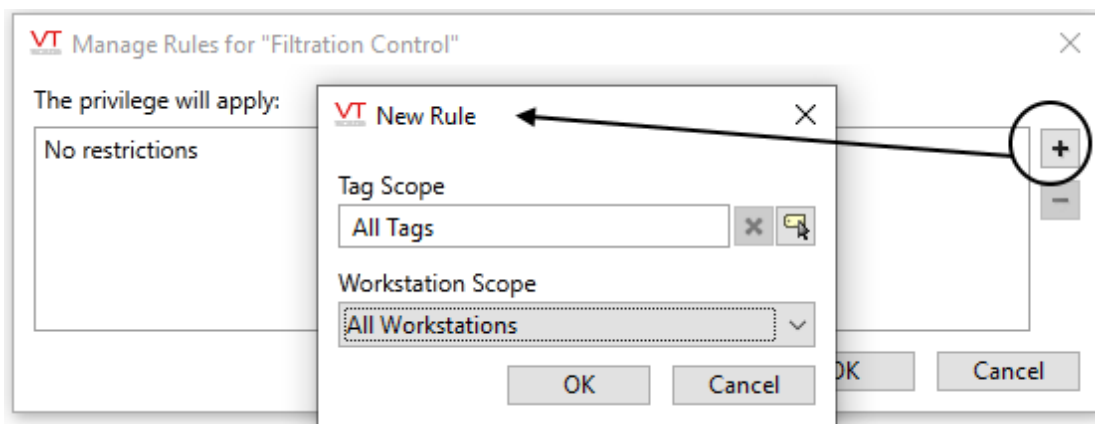 VT Manage Rules for "Filtration Control"
The privilege will apply:
No restrictions
VT New Rule
Tag Scope
All Tags
Workstation Scope
All Workstations
OK Cancel
OK Cancel